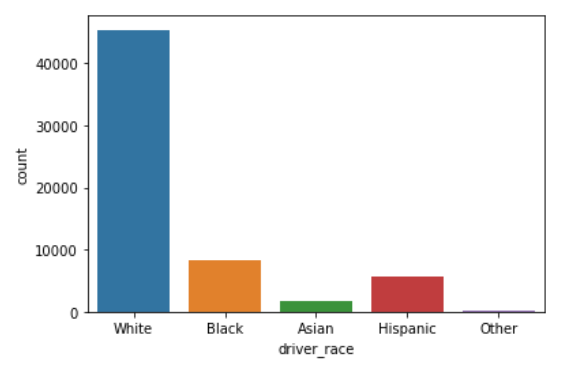 40000
30000
20000
10000
0
count
White Black Asian Hispanic Other
driver_race